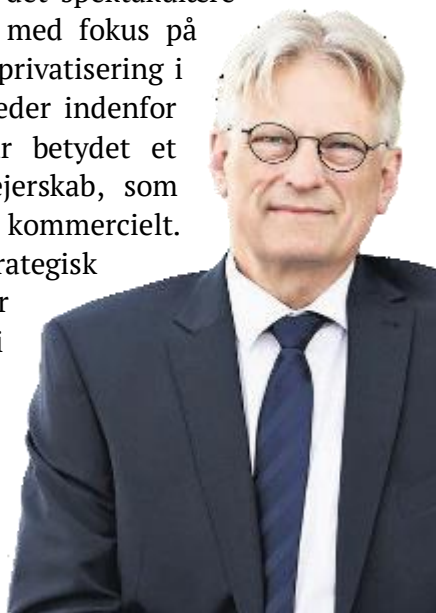 det spektakulære
med fokus på
privatisering i
eder indenfor
r betydet et
ejerskab, som
kommercielt.
rategisk
r
i